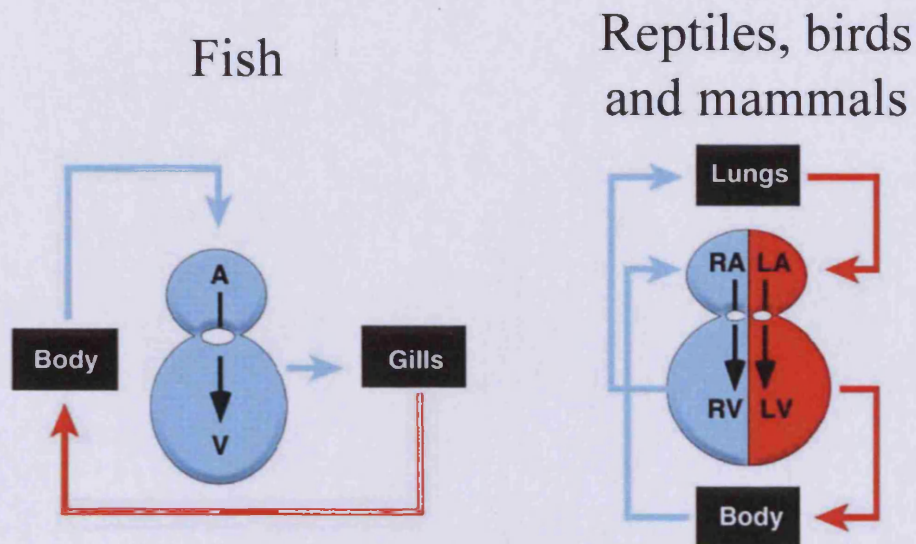 Fish
Reptiles, birds
and mammals
A
Body
Gills
V
Lungs
RA LA
RV LV
Body